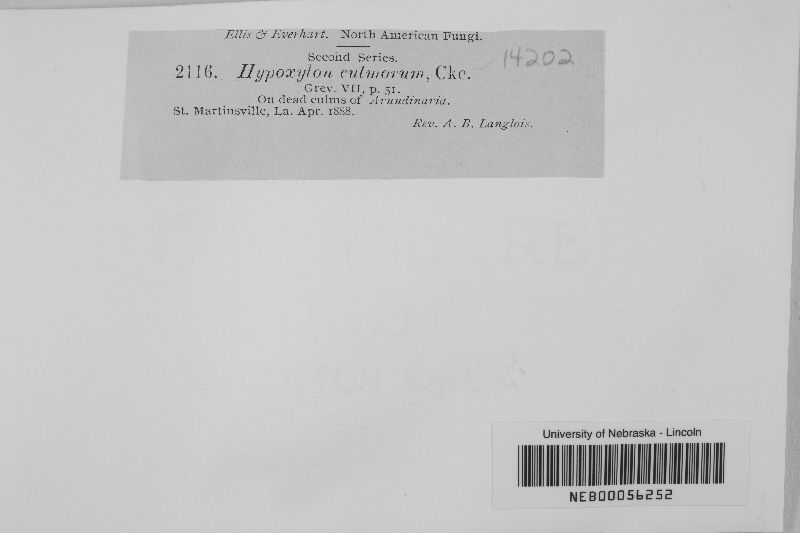 Ellis & Everhart. North American Fungi.
Second Series.
14202
2116. Hypoxylon culmorum, Cke.
Grev. VII, p. 51.
On dead culms of Arundinaria.
St. Martinsville, La. Apr. 1888.
Rev. A. B. Langlois.
University of Nebraska - Lincoln
NEB00056252